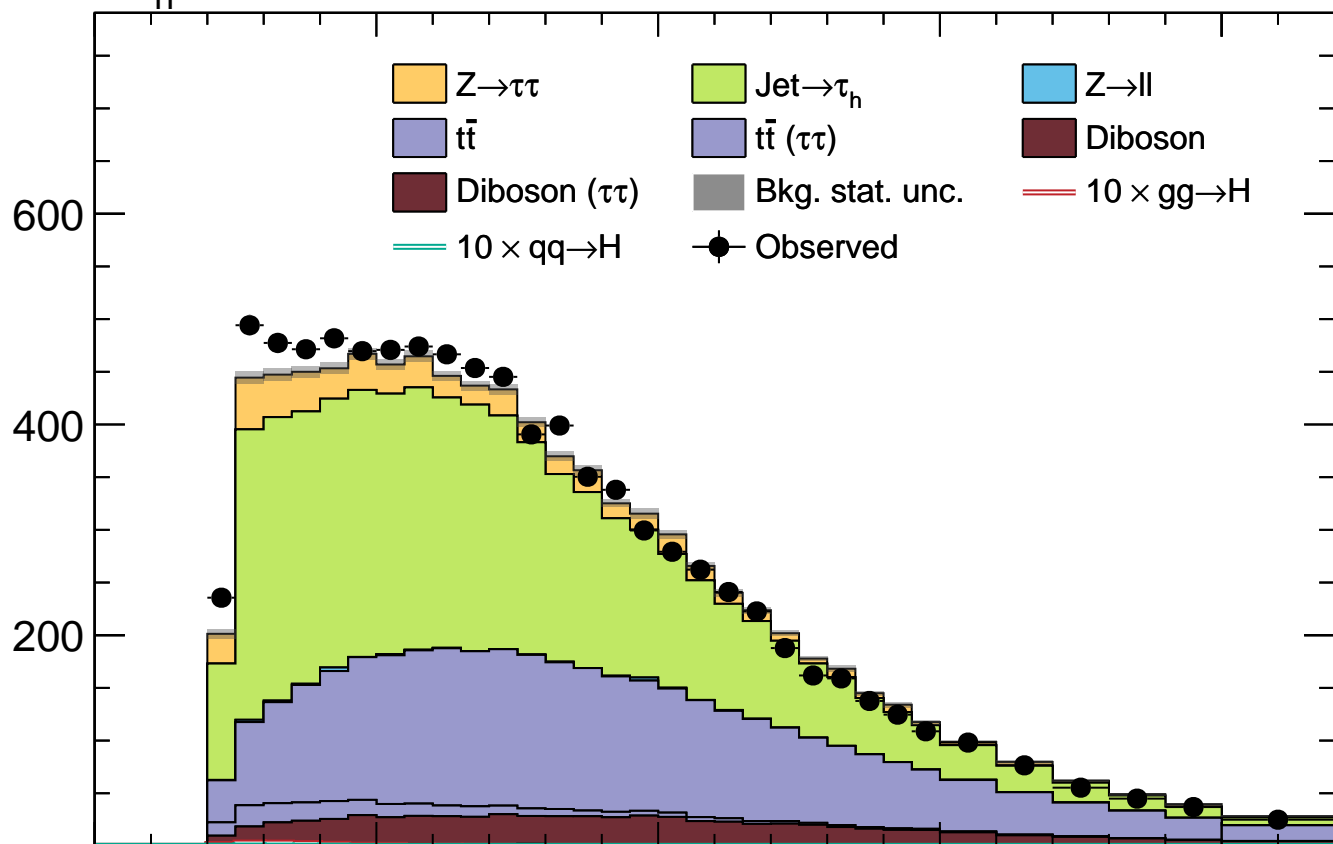 Z→ττ Jet→τh Z→ll
tt̄ tt̄ (ττ) Diboson
Diboson (ττ) Bkg. stat. unc. 10 × gg→H
10 × qq→H Observed
600
400
200